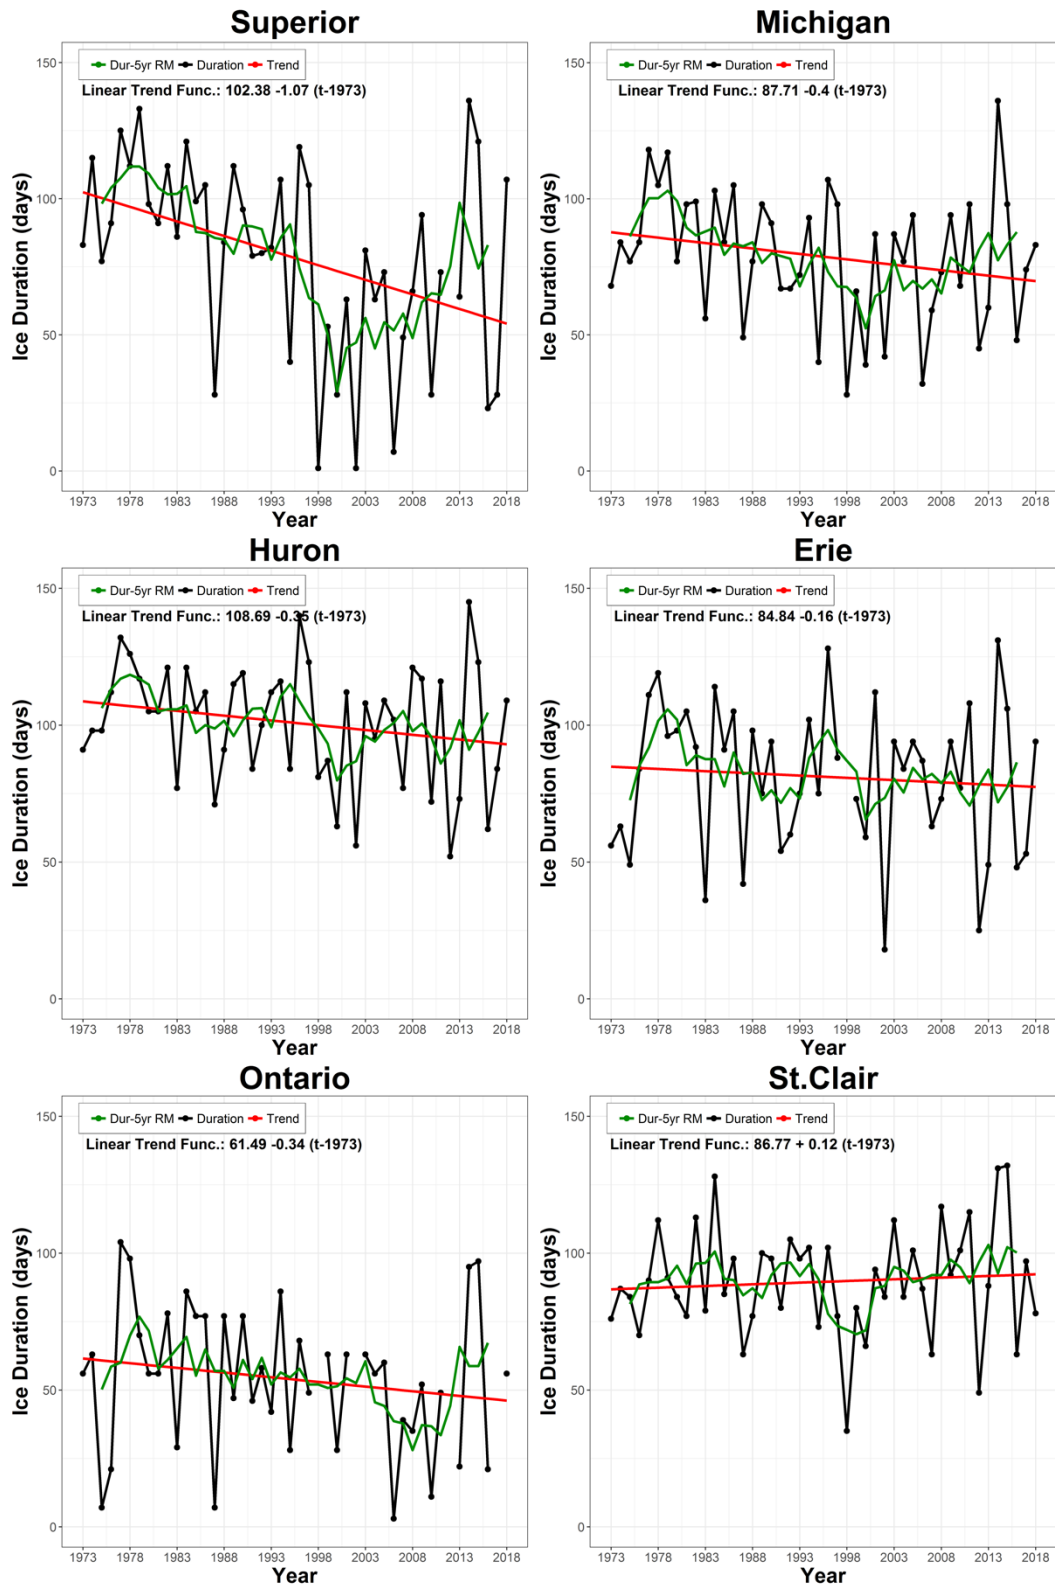 Superior
Dur-5yr RM Duration Trend
Linear Trend Func.: 102.38 -1.07 (t-1973)
150
100
50
0
Ice Duration (days)
1973 1978 1983 1988 1993 1998 2003 2008 2013 2018
Year
Michigan
Dur-5yr RM Duration Trend
Linear Trend Func.: 87.71 -0.4 (t-1973)
150
100
50
0
Ice Duration (days)
1973 1978 1983 1988 1993 1998 2003 2008 2013 2018
Year
Huron
Dur-5yr RM Duration Trend
Linear Trend Func.: 108.69 -0.35 (t-1973)
150
100
50
0
Ice Duration (days)
1973 1978 1983 1988 1993 1998 2003 2008 2013 2018
Year
Erie
Dur-5yr RM Duration Trend
Linear Trend Func.: 84.84 -0.16 (t-1973)
150
100
50
0
Ice Duration (days)
1973 1978 1983 1988 1993 1998 2003 2008 2013 2018
Year
Ontario
Dur-5yr RM Duration Trend
Linear Trend Func.: 61.49 -0.34 (t-1973)
150
100
50
0
Ice Duration (days)
1973 1978 1983 1988 1993 1998 2003 2008 2013 2018
Year
St.Clair
Dur-5yr RM Duration Trend
Linear Trend Func.: 86.77 + 0.12 (t-1973)
150
100
50
0
Ice Duration (days)
1973 1978 1983 1988 1993 1998 2003 2008 2013 2018
Year